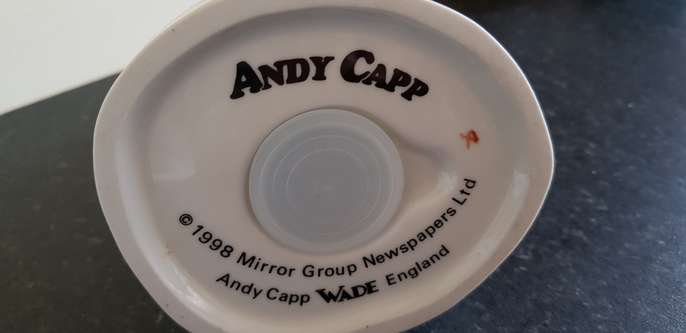 ANDY CAPP
© 1998 Mirror Group Newspapers Ltd
Andy Capp WADE England